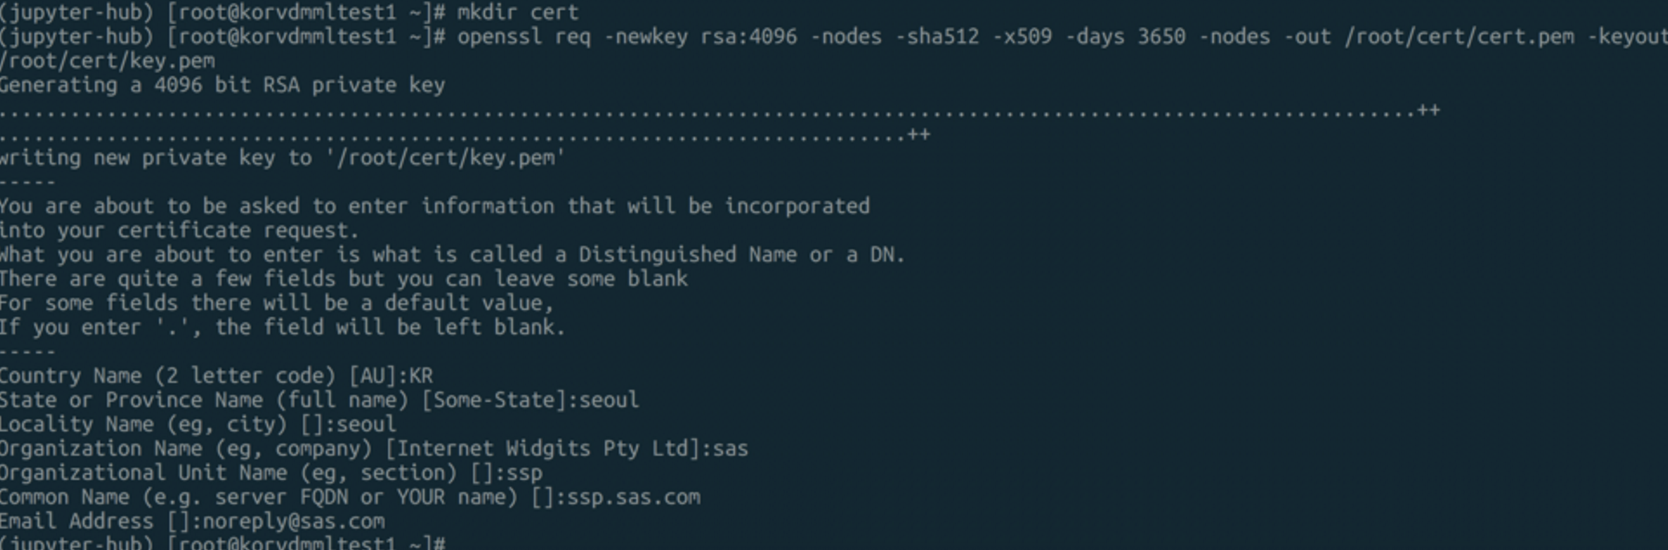 (jupyter-hub) [root@korvdmmltest1 ~]# mkdir cert
(jupyter-hub) [root@korvdmmltest1 ~]# openssl req -newkey rsa:4096 -nodes -sha512 -x509 -days 3650 -nodes -out /root/cert/cert.pem -keyout
/root/cert/key.pem
Generating a 4096 bit RSA private key
.....................................................................................................................++
...........................................................................++
writing new private key to '/root/cert/key.pem'
-----
You are about to be asked to enter information that will be incorporated
into your certificate request.
What you are about to enter is what is called a Distinguished Name or a DN.
There are quite a few fields but you can leave some blank
For some fields there will be a default value,
If you enter '.', the field will be left blank.
-----
Country Name (2 letter code) [AU]:KR
State or Province Name (full name) [Some-State]:seoul
Locality Name (eg, city) []:seoul
Organization Name (eg, company) [Internet Widgits Pty Ltd]:sas
Organizational Unit Name (eg, section) []:ssp
Common Name (e.g. server FQDN or YOUR name) []:ssp.sas.com
Email Address []:noreply@sas.com
(jupyter-hub) [root@korvdmmltest1 ~]#